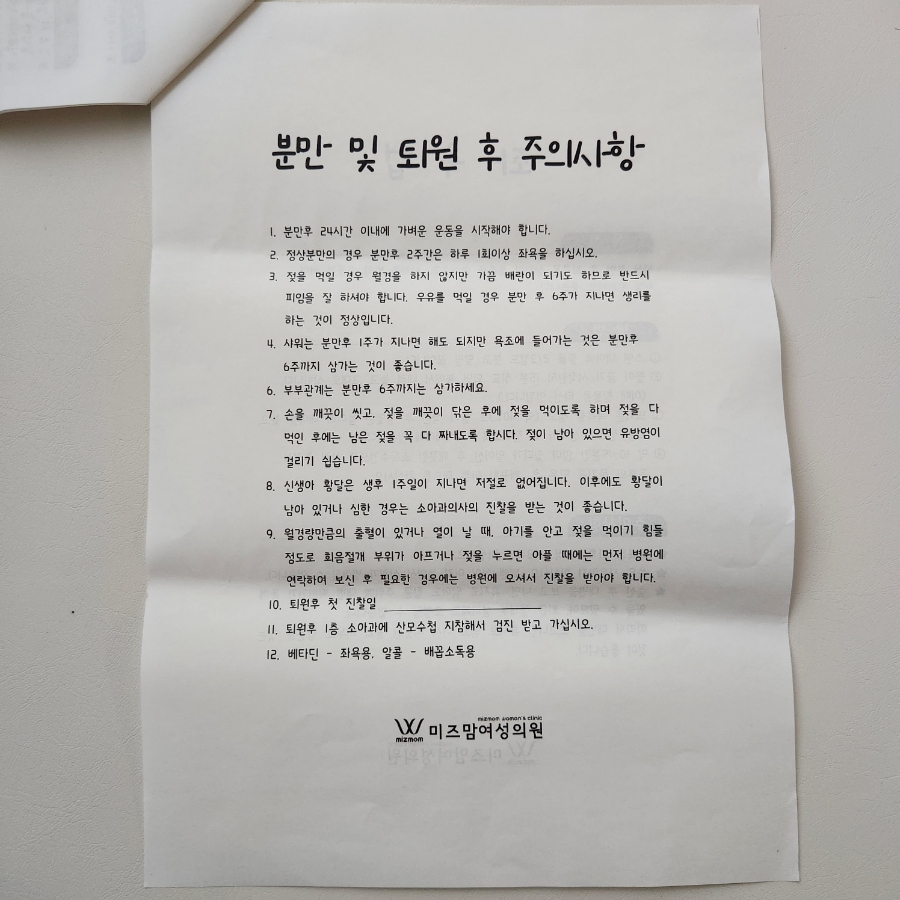 분만 및 퇴원 후 주의사항
1. 분만후 24시간 이내에 가벼운 운동을 시작해야 합니다.
2. 정상분만의 경우 분만후 2주간은 하루 1회이상 좌욕을 하십시오.
3. 젖을 먹일 경우 월경을 하지 않지만 가끔 배란이 되기도 하므로 반드시
피임을 잘 하셔야 합니다. 우유를 먹일 경우 분만 후 6주가 지나면 생리를
하는 것이 정상입니다.
4. 샤워는 분만후 1주가 지나면 해도 되지만 욕조에 들어가는 것은 분만후
6주까지 삼가는 것이 좋습니다.
6. 부부관계는 분만후 6주까지는 삼가하세요.
7. 손을 깨끗이 씻고, 젖을 깨끗이 닦은 후에 젖을 먹이도록 하며 젖을 다
먹인 후에는 남은 젖을 꼭 다 짜내도록 합시다. 젖이 남아 있으면 유방염이
걸리기 쉽습니다.
8. 신생아 황달은 생후 1주일이 지나면 저절로 없어집니다. 이후에도 황달이
남아 있거나 심한 경우는 소아과의사의 진찰을 받는 것이 좋습니다.
9. 월경량만큼의 출혈이 있거나 열이 날 때, 아기를 안고 젖을 먹이기 힘들
정도로 회음절개 부위가 아프거나 젖을 누르면 아플 때에는 먼저 병원에
연락하여 보신 후 필요한 경우에는 병원에 오셔서 진찰을 받아야 합니다.
10. 퇴원후 첫 진찰일
11. 퇴원후 1층 소아과에 산모수첩 지참해서 검진 받고 가십시오.
12. 베타딘 - 좌욕용, 알콜 - 배꼽소독용
mizmom woman's clinic
mizmom 미즈맘여성의원